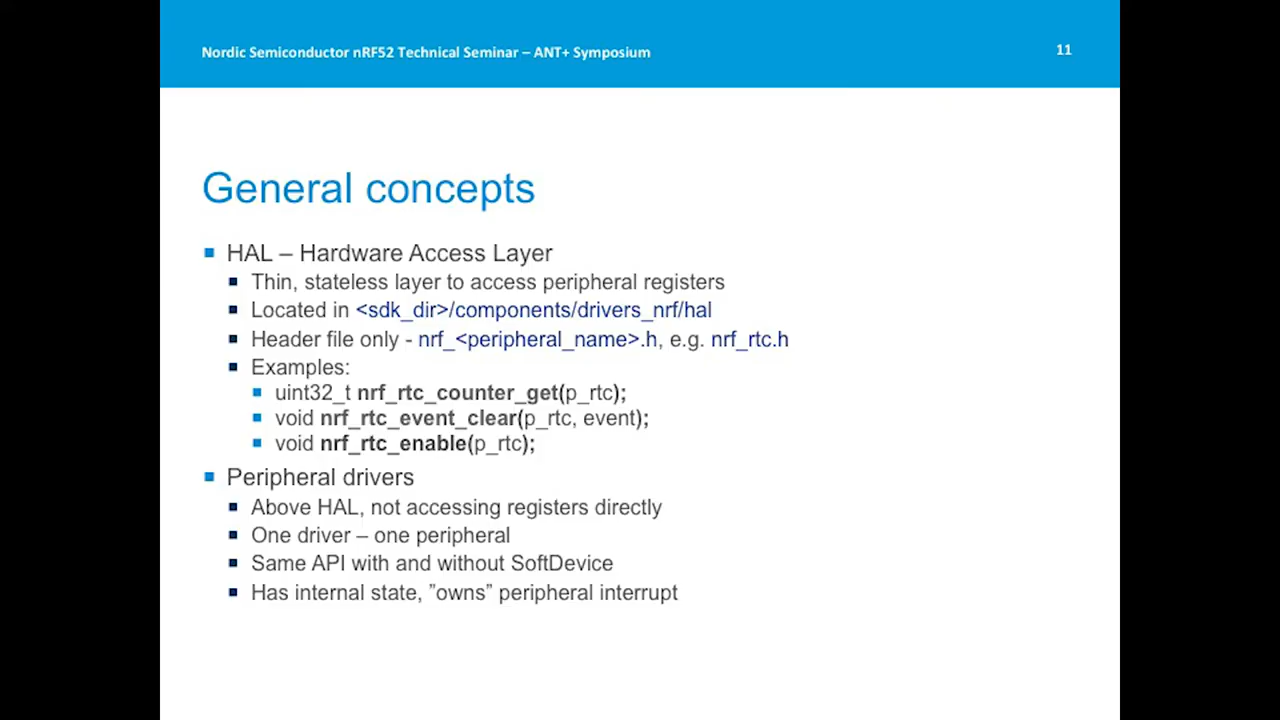 Nordic Semiconductor nRF52 Technical Seminar – ANT+ Symposium
11
General concepts
HAL – Hardware Access Layer
Thin, stateless layer to access peripheral registers
Located in <sdk_dir>/components/drivers_nrf/hal
Header file only - nrf_<peripheral_name>.h, e.g. nrf_rtc.h
Examples:
uint32_t nrf_rtc_counter_get(p_rtc);
void nrf_rtc_event_clear(p_rtc, event);
void nrf_rtc_enable(p_rtc);
Peripheral drivers
Above HAL, not accessing registers directly
One driver – one peripheral
Same API with and without SoftDevice
Has internal state, ”owns” peripheral interrupt